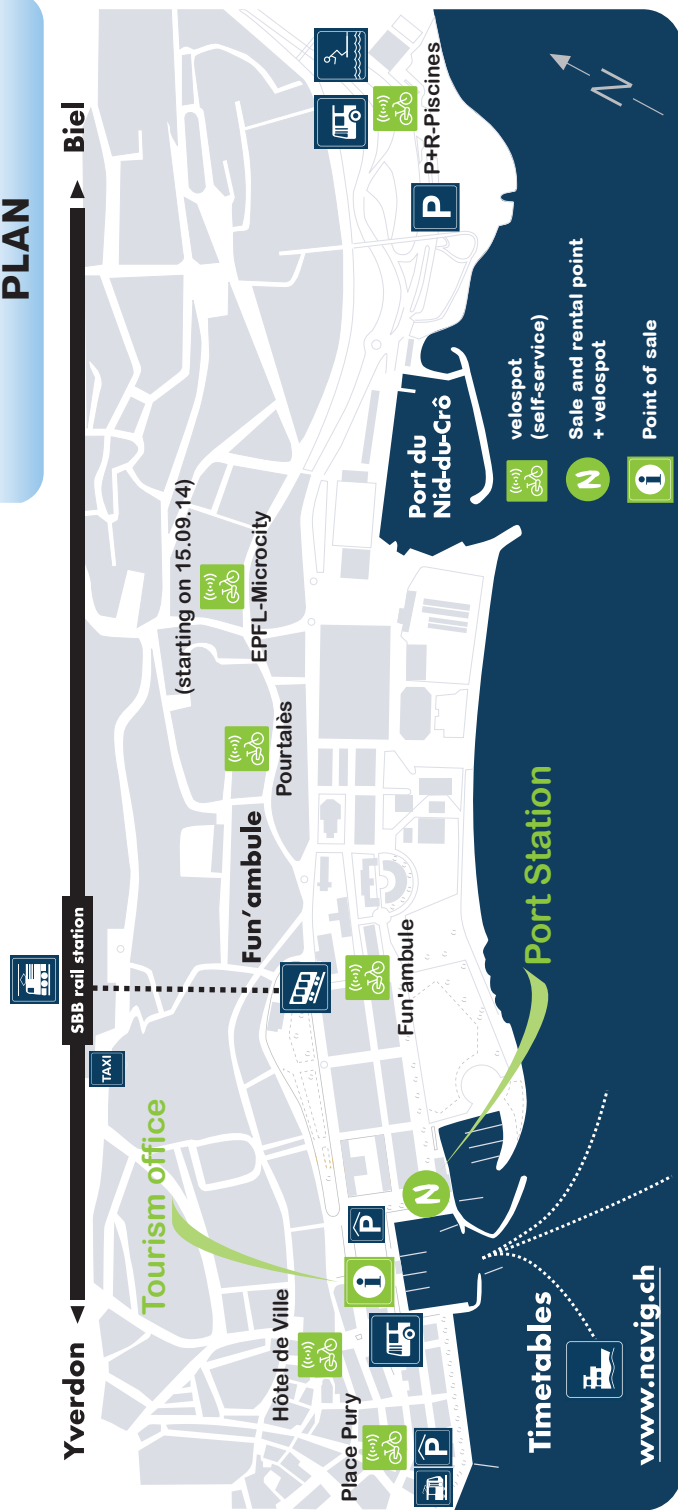 PLAN
Yverdon
Biel
SBB rail station
TAXI
Tourism office
(starting on 15.09.14)
EPFL-Microcity
Pourtalès
Fun’ambule
Fun'ambule
Hôtel de Ville
Place Pury
P
P
i
N
P
P+R-Piscines
Port Station
Port du
Nid-du-Crô
N
Timetables
www.navig.ch
velospot
(self-service)
N
Sale and rental point
+ velospot
i
Point of sale